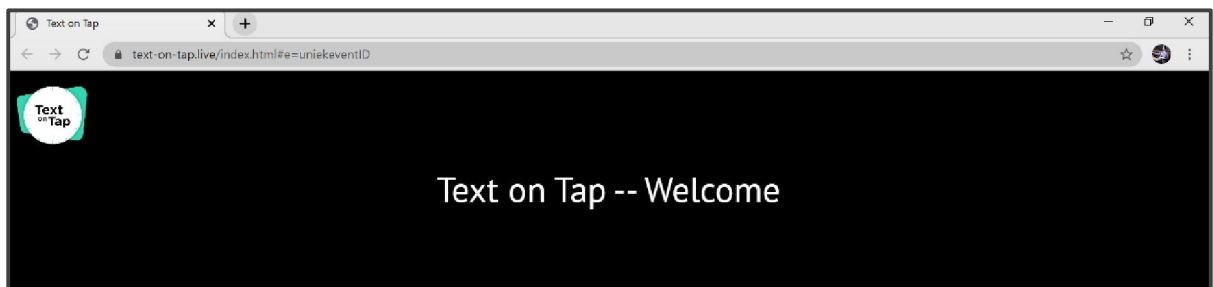 Text on Tap
text-on-tap.live/index.html#e=uniekeventID
Text
on Tap
Text on Tap -- Welcome